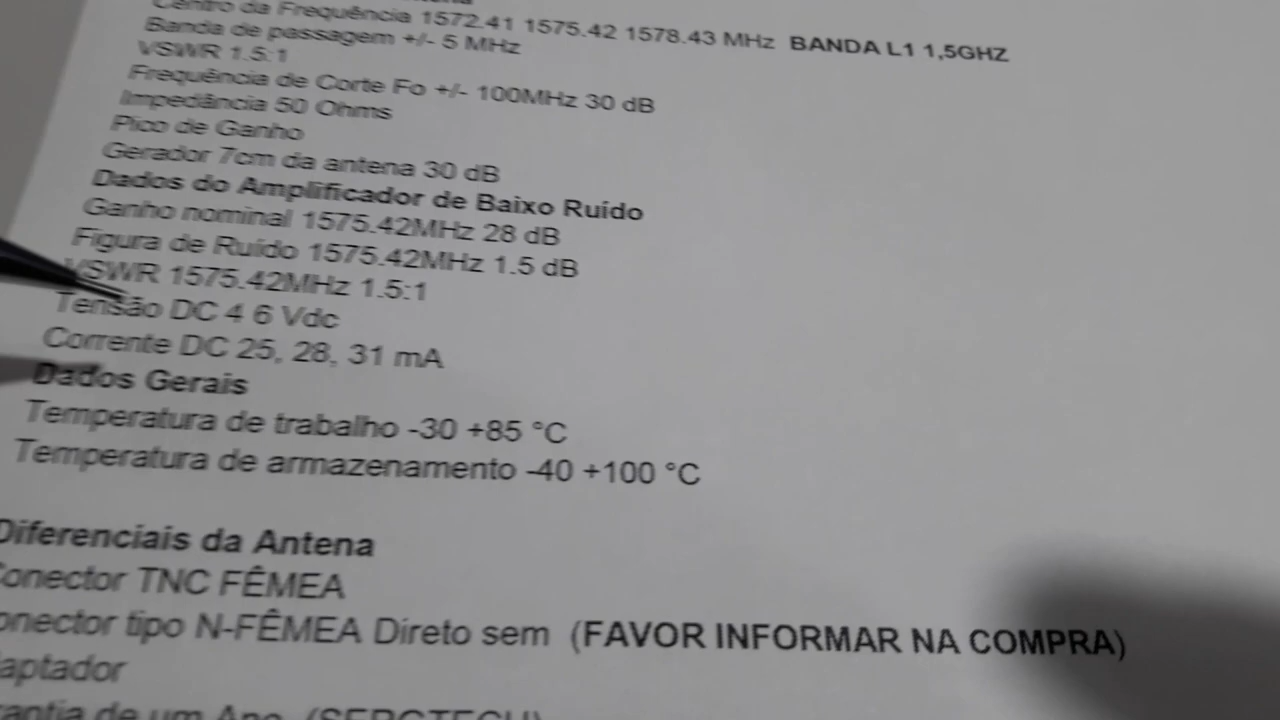 Centro da Frequência 1572.41 1575.42 1578.43 MHz BANDA L1 1,5GHZ
Banda de passagem +/- 5 MHz
VSWR 1.5:1
Frequência de Corte Fo +/- 100MHz 30 dB
Impedância 50 Ohms
Pico de Ganho
Gerador 7cm da antena 30 dB
Dados do Amplificador de Baixo Ruído
Ganho nominal 1575.42MHz 28 dB
Figura de Ruído 1575.42MHz 1.5 dB
VSWR 1575.42MHz 1.5:1
Tensão DC 4 6 Vdc
Corrente DC 25, 28, 31 mA
Dados Gerais
Temperatura de trabalho -30 +85 °C
Temperatura de armazenamento -40 +100 °C
Diferenciais da Antena
Conector TNC FÊMEA
onector tipo N-FÊMEA Direto sem (FAVOR INFORMAR NA COMPRA)
aptador
rantia de um Ano